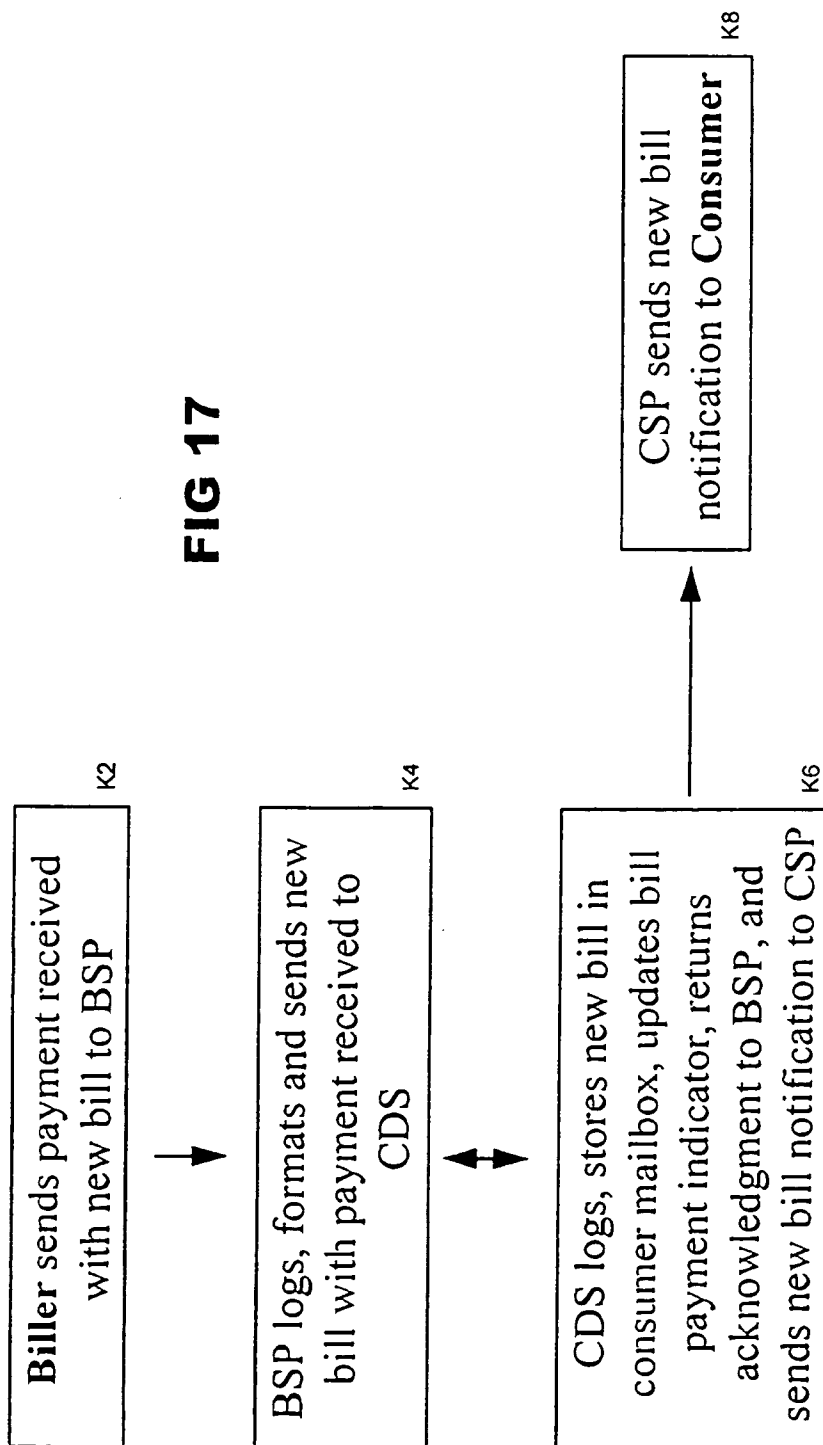 Biller sends payment received
with new bill to BSP
K2
BSP logs, formats and sends new
bill with payment received to
CDS
K4
CDS logs, stores new bill in
consumer mailbox, updates bill
payment indicator, returns
acknowledgment to BSP, and
sends new bill notification to CSP
K6
CSP sends new bill
notification to Consumer
K8
FIG 17